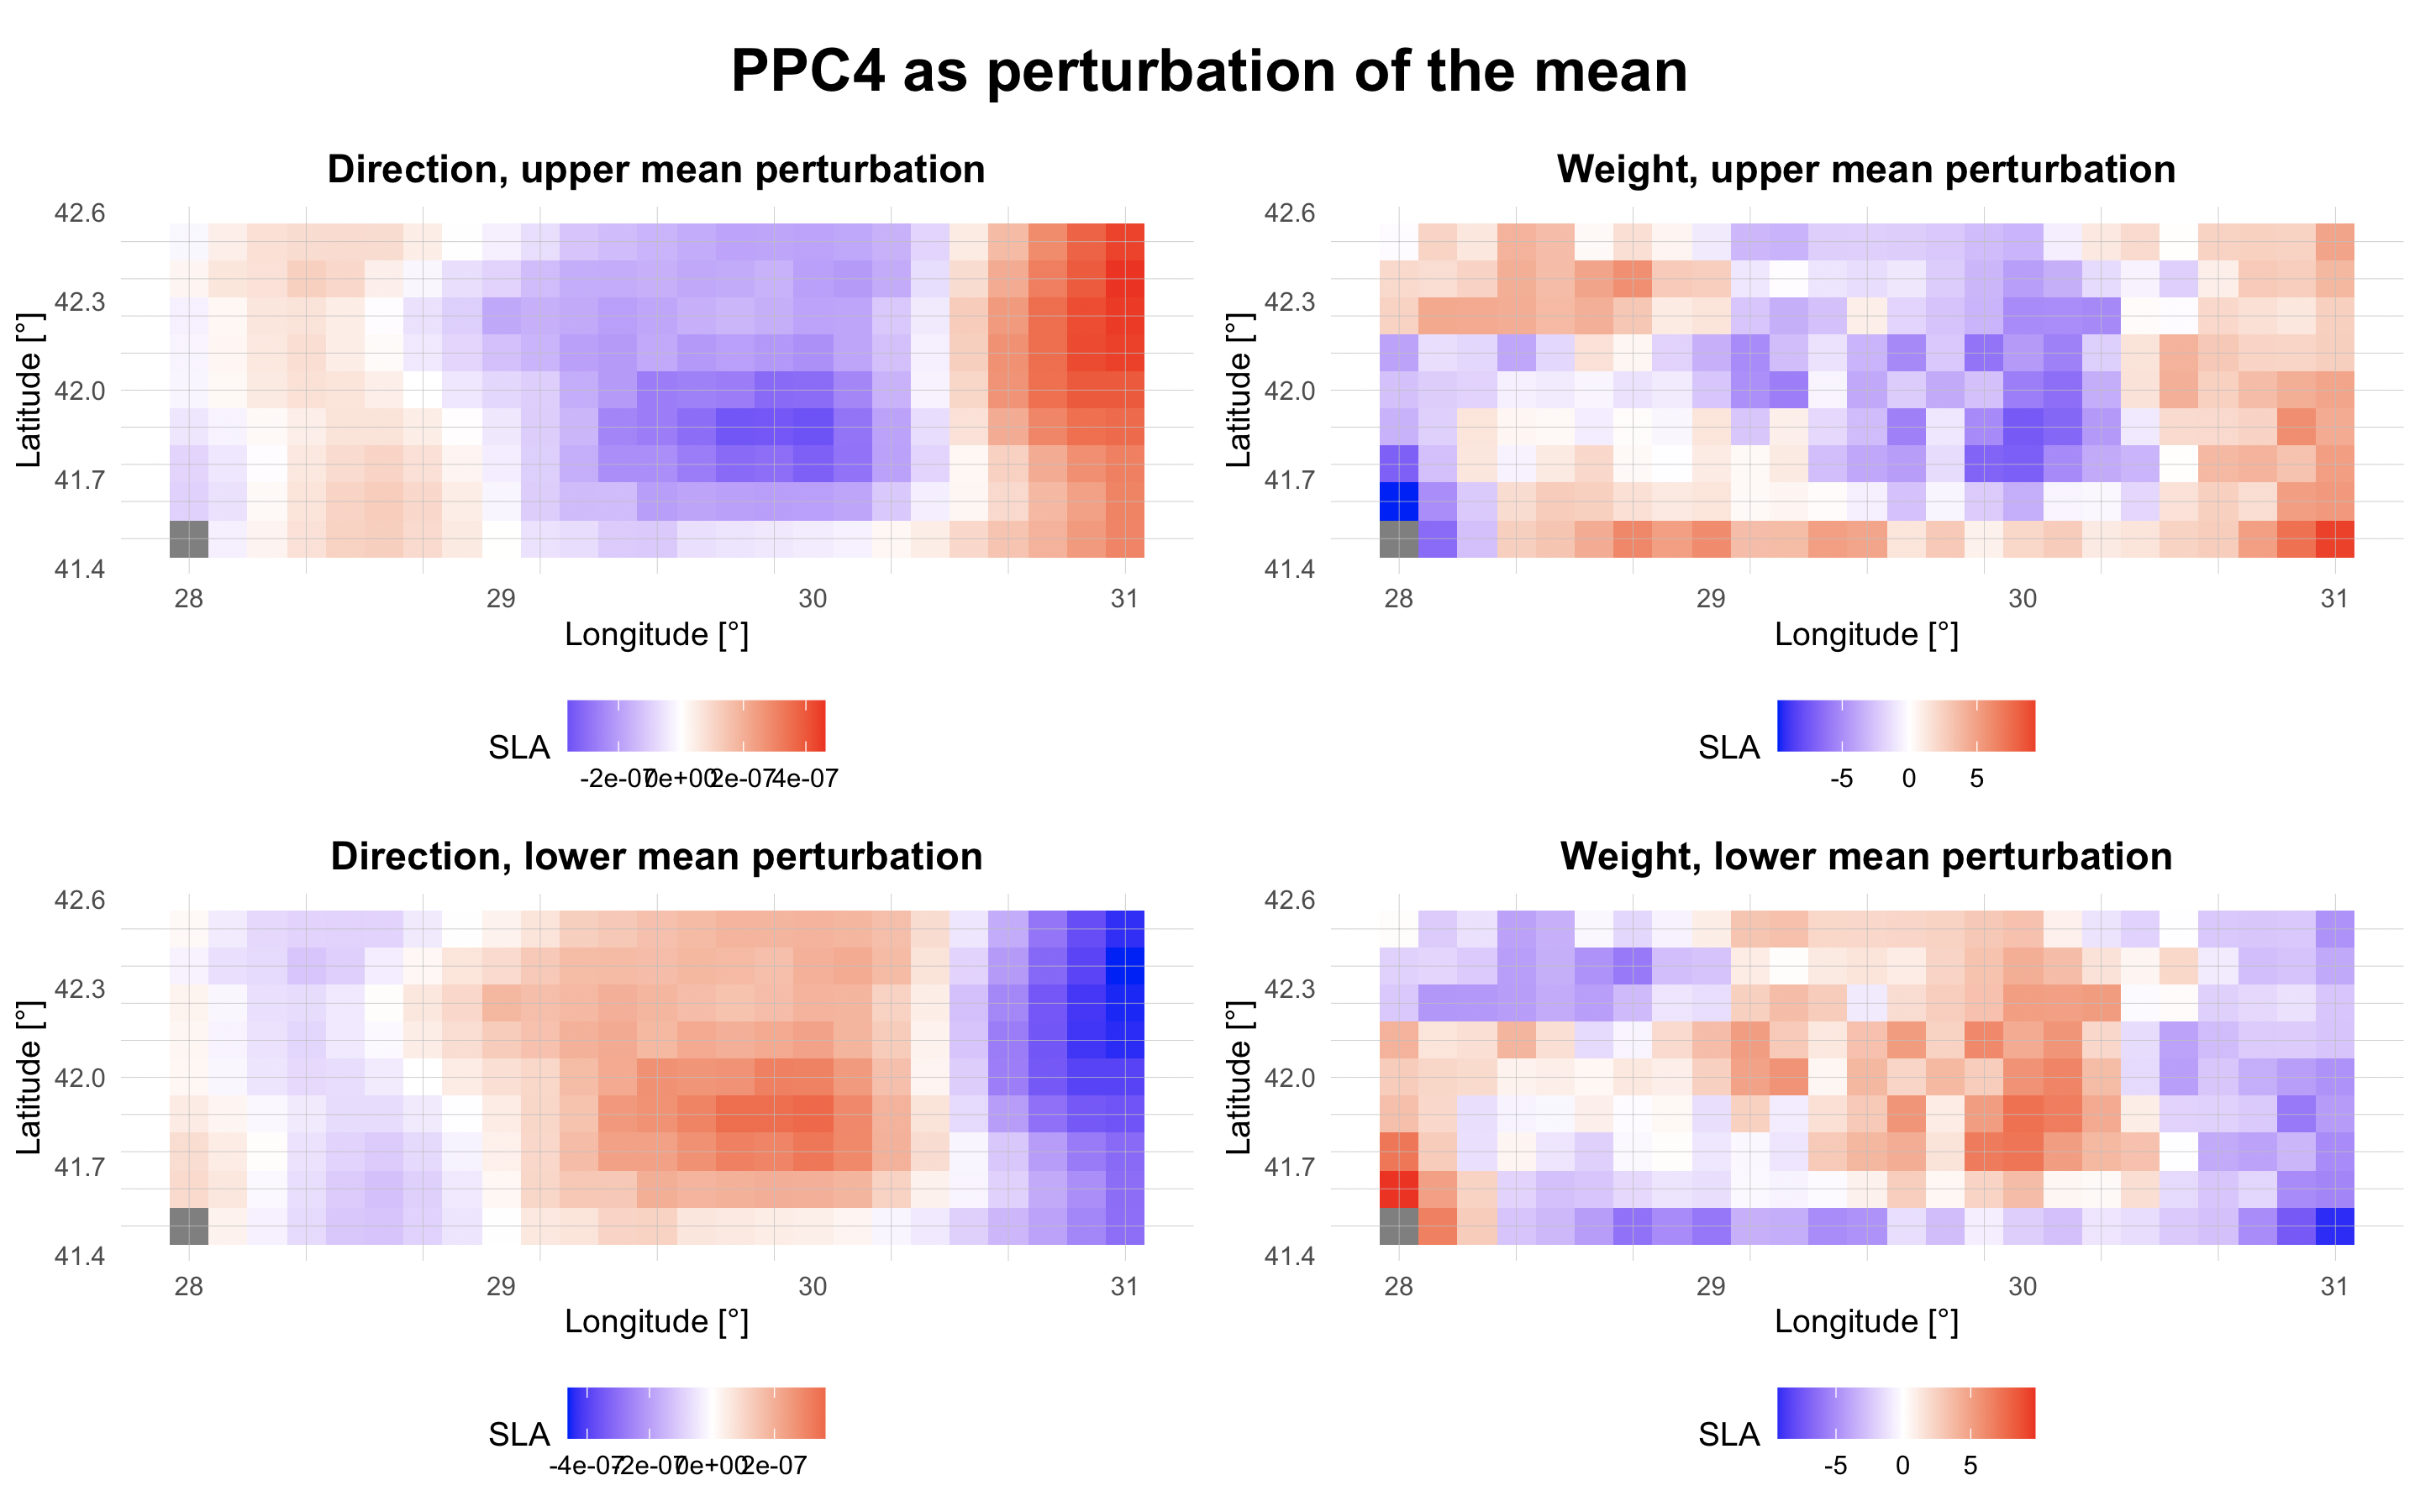 PPC4 as perturbation of the mean
Direction, upper mean perturbation
42.6
42.3
42.0
41.7
41.4
Latitude [°]
28 29 30 31
Longitude [°]
SLA
-2e-07 0e+00 2e-07 4e-07
Weight, upper mean perturbation
42.6
42.3
42.0
41.7
41.4
Latitude [°]
28 29 30 31
Longitude [°]
SLA
-5 0 5
Direction, lower mean perturbation
42.6
42.3
42.0
41.7
41.4
Latitude [°]
28 29 30 31
Longitude [°]
SLA
-4e-07 -2e-07 0e+00 2e-07
Weight, lower mean perturbation
42.6
42.3
42.0
41.7
41.4
Latitude [°]
28 29 30 31
Longitude [°]
SLA
-5 0 5